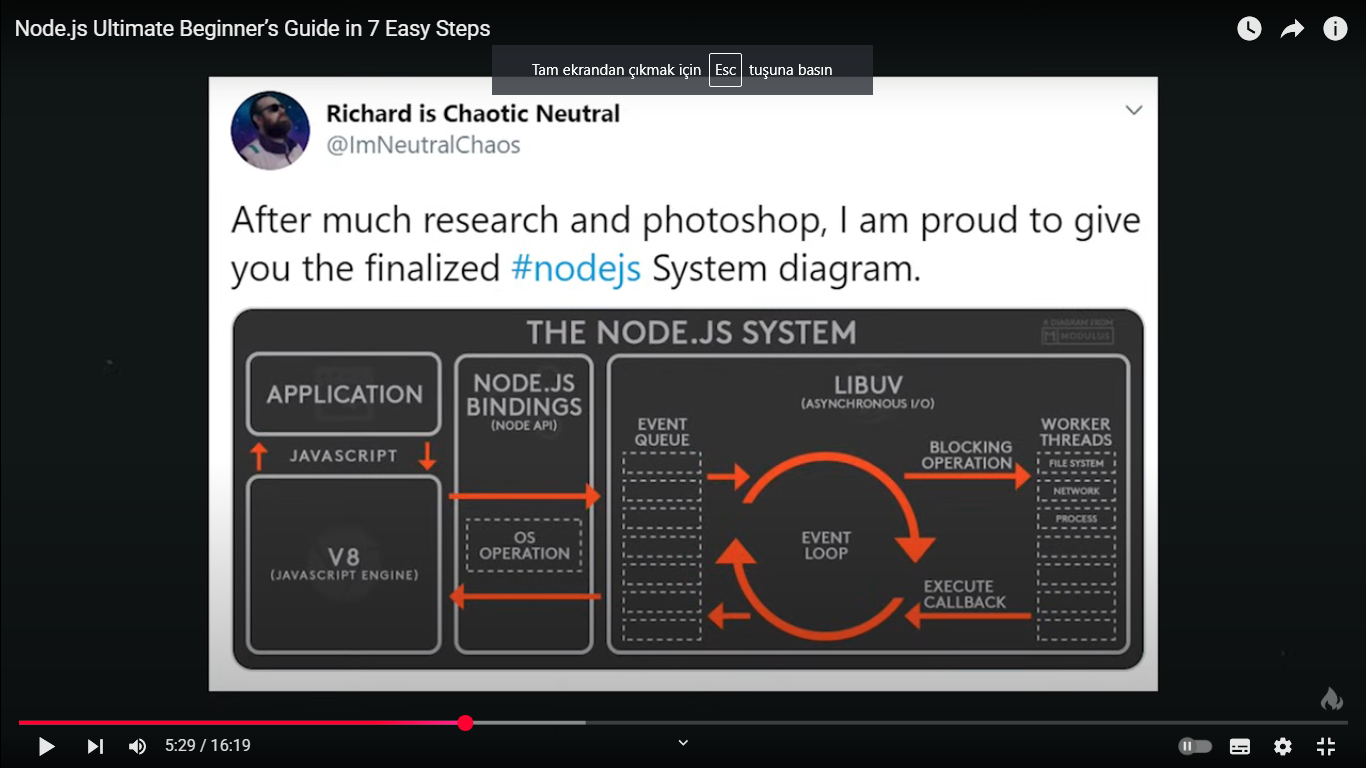 Node.js Ultimate Beginner’s Guide in 7 Easy Steps
Tam ekrandan çıkmak için Esc tuşuna basın
Richard is Chaotic Neutral
@ImNeutralChaos
After much research and photoshop, I am proud to give
you the finalized #nodejs System diagram.
THE NODE.JS SYSTEM
A DIAGRAM FROM
MODULUS
APPLICATION
JAVASCRIPT
V8
(JAVASCRIPT ENGINE)
NODE.JS
BINDINGS
(NODE API)
OS
OPERATION
LIBUV
(ASYNCHRONOUS I/O)
EVENT
QUEUE
EVENT
LOOP
BLOCKING
OPERATION
EXECUTE
CALLBACK
WORKER
THREADS
FILE SYSTEM
NETWORK
PROCESS
5:29 / 16:19